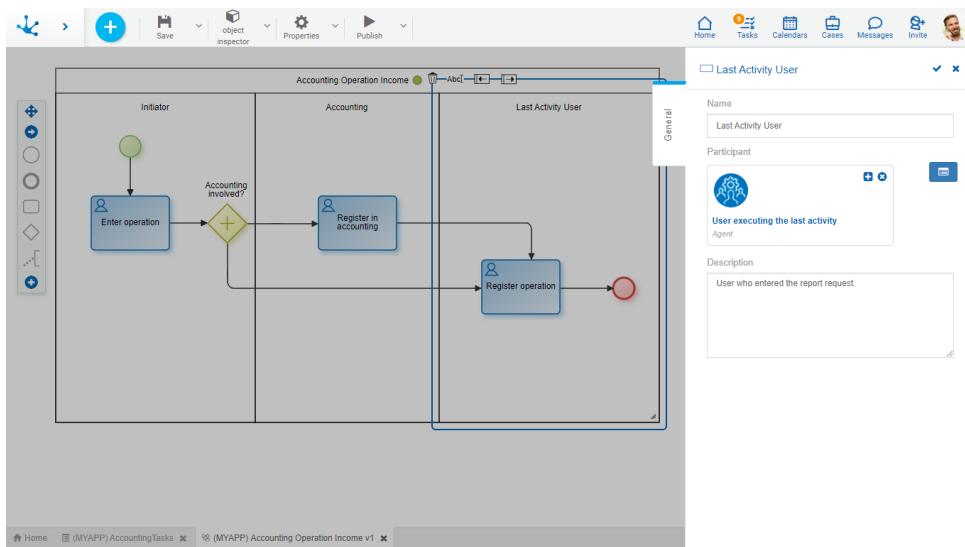 Save
object
inspector
Properties
Publish
Home
9
Tasks
Calendars
Cases
Messages
Invite
Accounting Operation Income
Abc
Initiator
Accounting
Last Activity User
Enter operation
Accounting
involved?
Register in
accounting
Register operation
General
Last Activity User
Name
Last Activity User
Participant
User executing the last activity
Agent
Description
User who entered the report request.
Home
(MYAPP) AccountingTasks
(MYAPP) Accounting Operation Income v1